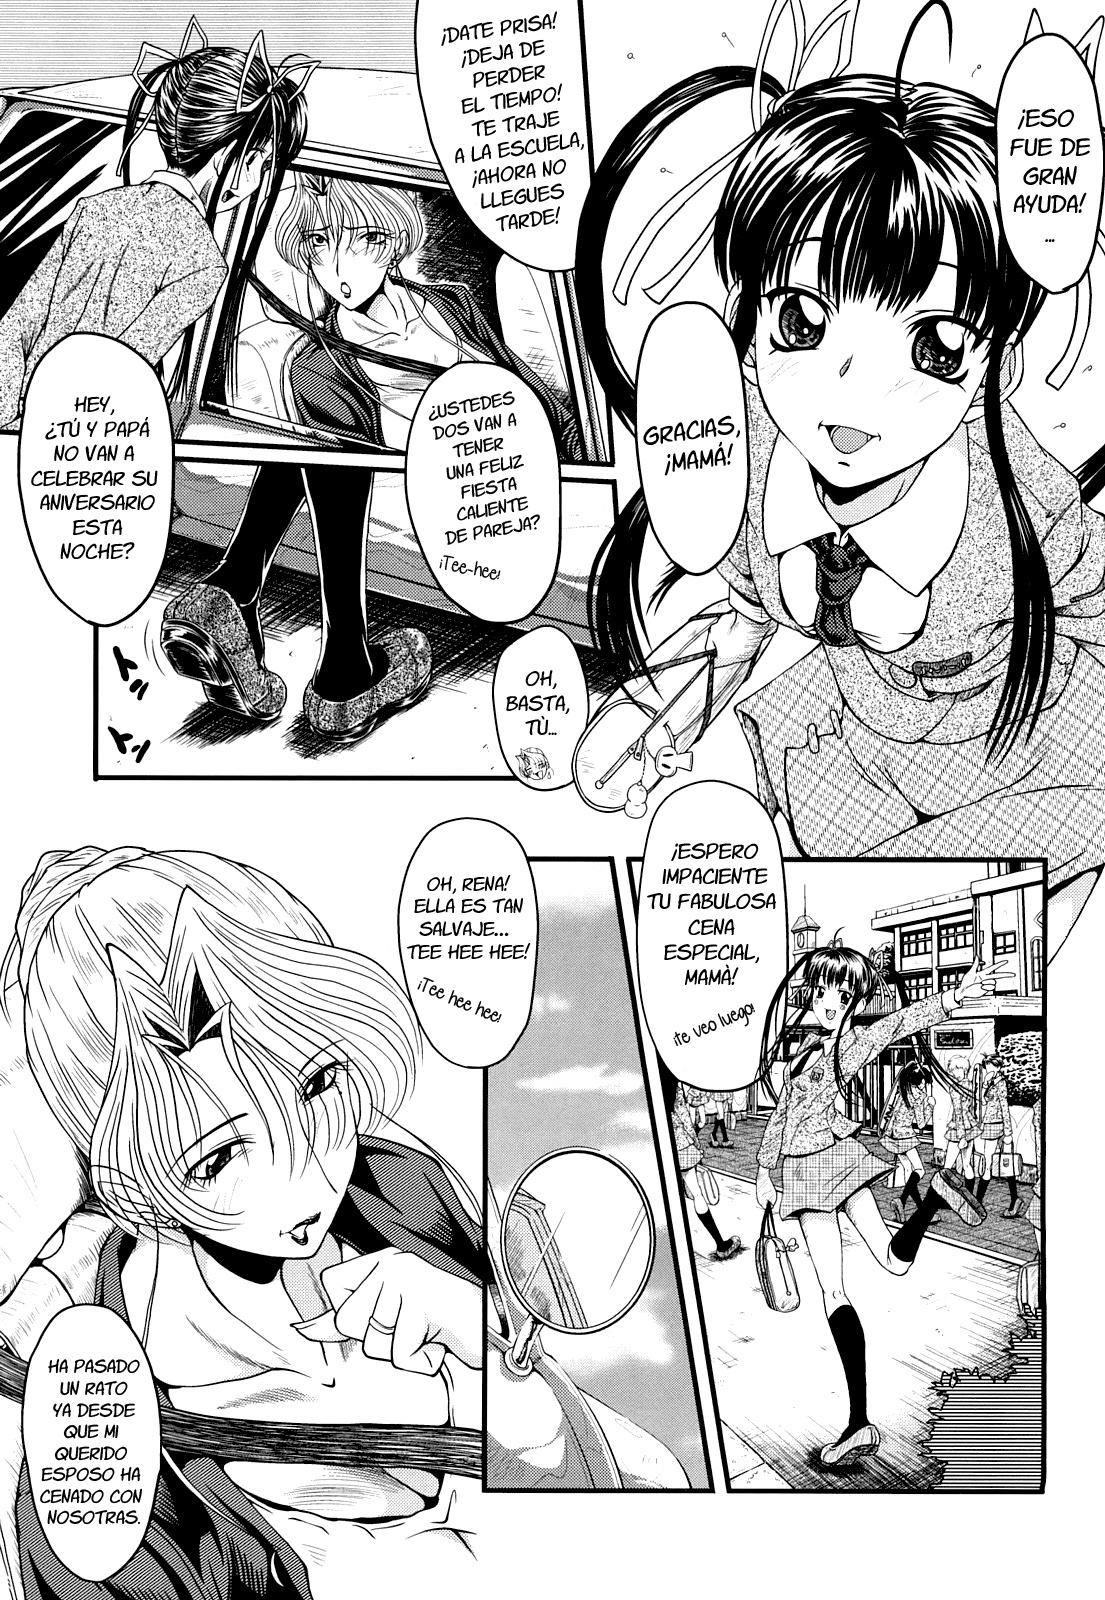 ¡ESO
FUE DE
GRAN
AYUDA!
...
GRACIAS,
¡MAMÁ!
¡DATE PRISA!
¡DEJA DE
PERDER
EL TIEMPO!
TE TRAJE
A LA ESCUELA,
¡AHORA NO
LLEGUES
TARDE!
HEY,
¿TÚ Y PAPÁ
NO VAN A
CELEBRAR SU
ANIVERSARIO
ESTA
NOCHE?
¿USTEDES
DOS VAN A
TENER
UNA FELIZ
FIESTA
CALIENTE
DE PAREJA?
¡Tee-hee!
OH,
BASTA,
TÙ...
¡ESPERO
IMPACIENTE
TU FABULOSA
CENA
ESPECIAL,
MAMÀ!
¡te veo luego!
OH, RENA!
ELLA ES TAN
SALVAJE...
TEE HEE HEE!
¡Tee hee hee!
HA PASADO
UN RATO
YA DESDE
QUE MI
QUERIDO
ESPOSO HA
CENADO CON
NOSOTRAS.